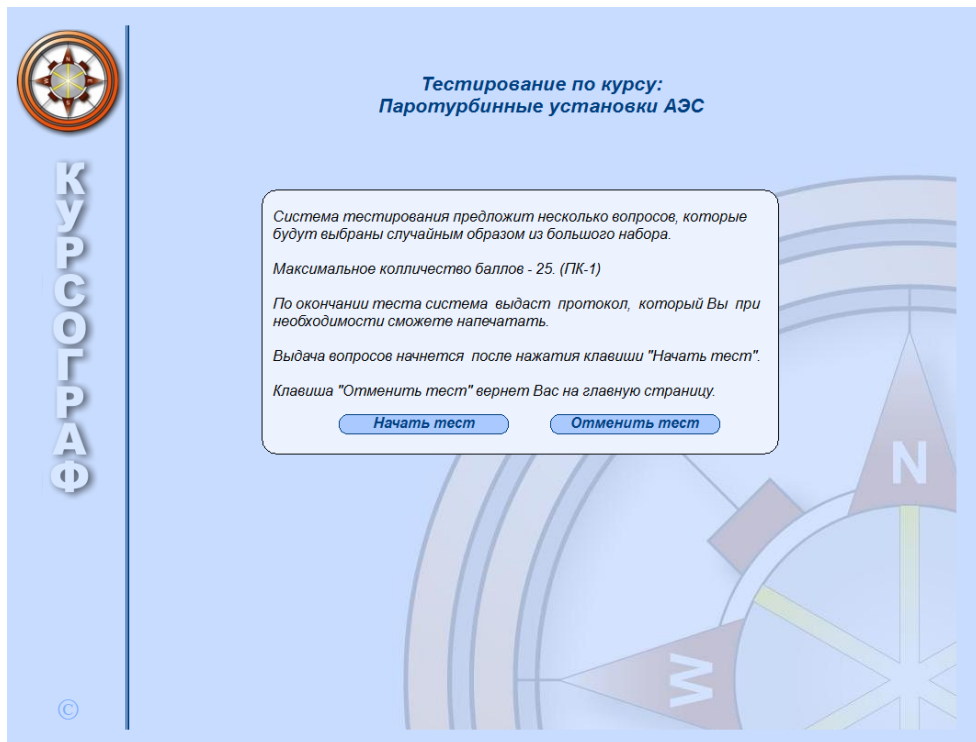 Тестирование по курсу:
Паротурбинные установки АЭС
КУРСОГРАФ
Система тестирования предложит несколько вопросов, которые
будут выбраны случайным образом из большого набора.
Максимальное колличество баллов - 25. (ПК-1)
По окончании теста система выдаст протокол, который Вы при
необходимости сможете напечатать.
Выдача вопросов начнется после нажатия клавиши "Начать тест".
Клавиша "Отменить тест" вернет Вас на главную страницу.
Начать тест
Отменить тест
N
W
©